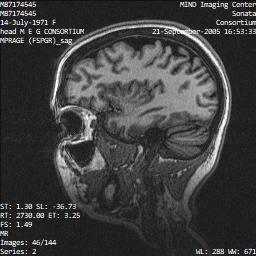 M87174545
M87174545
14-July-1971 F
head M E G CONSORTIUM
MPRAGE (FSPGR)_sag
MIND Imaging Center
Sonata
Consortium
21-September-2005 16:53:33
ST: 1.30 SL: -36.73
RT: 2730.00 ET: 3.25
FS: 1.49
MR
Images: 46/144
Series: 2
WL: 288 WW: 671